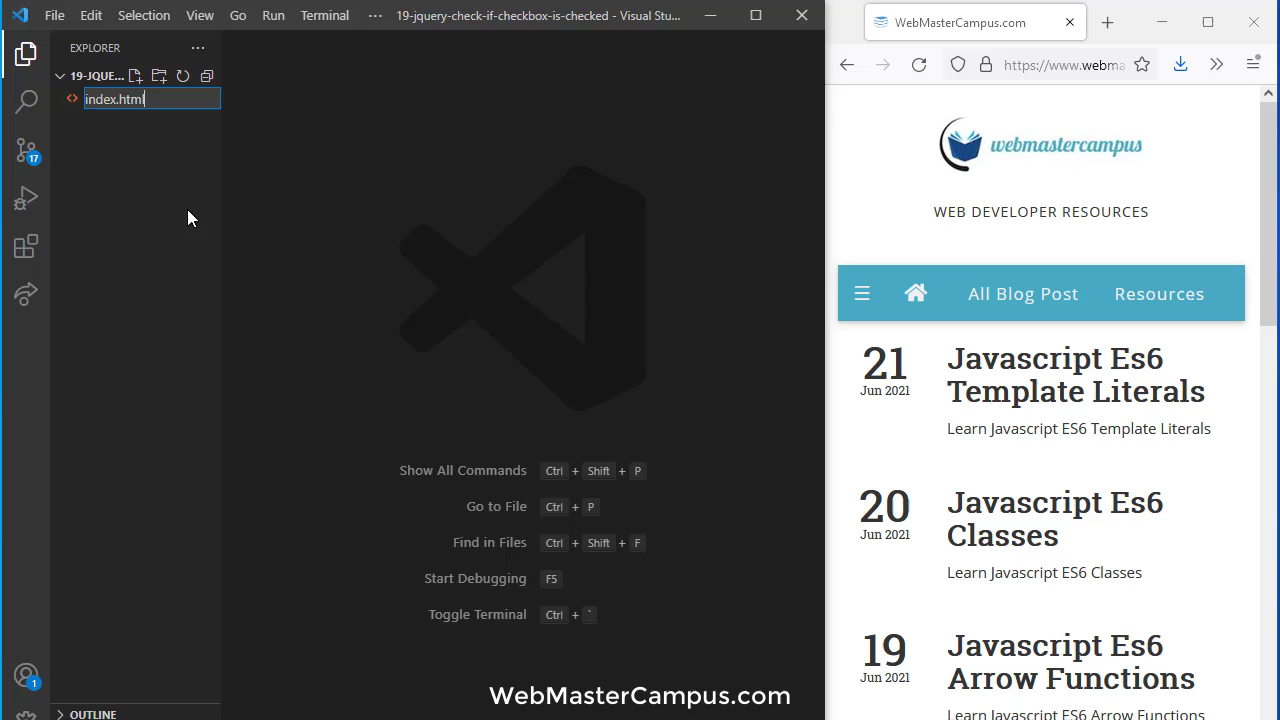 File Edit Selection View Go Run Terminal ··· 19-jquery-check-if-checkbox-is-checked - Visual Stu...
EXPLORER
19-JQUE...
index.html
17
1
Show All Commands Ctrl + Shift + P
Go to File Ctrl + P
Find in Files Ctrl + Shift + F
Start Debugging F5
Toggle Terminal Ctrl + `
OUTLINE
WebMasterCampus.com
WebMasterCampus.com
https://www.webma
webmastercampus
WEB DEVELOPER RESOURCES
All Blog Post Resources
21
Jun 2021
Javascript Es6
Template Literals
Learn Javascript ES6 Template Literals
20
Jun 2021
Javascript Es6
Classes
Learn Javascript ES6 Classes
19
Jun 2021
Javascript Es6
Arrow Functions
Learn Javascript ES6 Arrow Functions